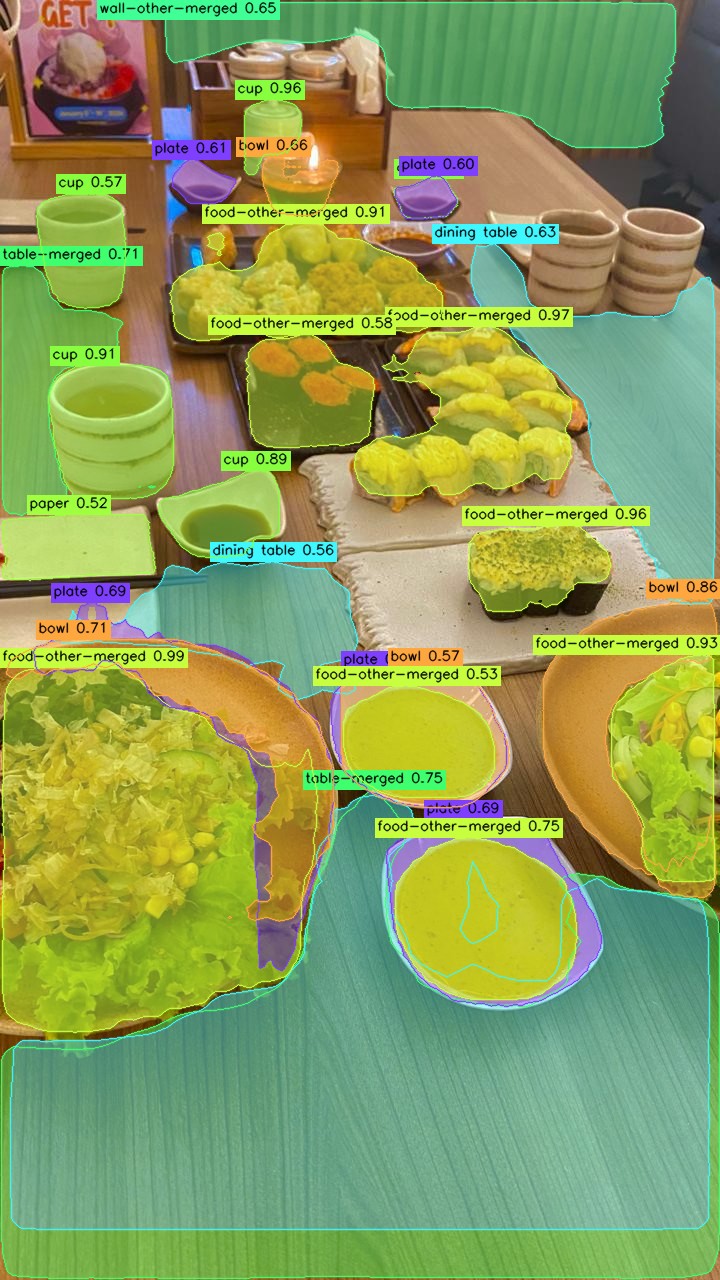 wall-other-merged 0.65
GET
cup 0.96
plate 0.61
bowl 0.66
plate 0.60
cup 0.57
food-other-merged 0.91
dining table 0.63
table-merged 0.71
food-other-merged 0.58
food-other-merged 0.97
cup 0.91
cup 0.89
paper 0.52
food-other-merged 0.96
dining table 0.56
plate 0.69
bowl 0.86
bowl 0.71
food-other-merged 0.93
food-other-merged 0.99
plate
bowl 0.57
food-other-merged 0.53
table-merged 0.75
plate 0.69
food-other-merged 0.75